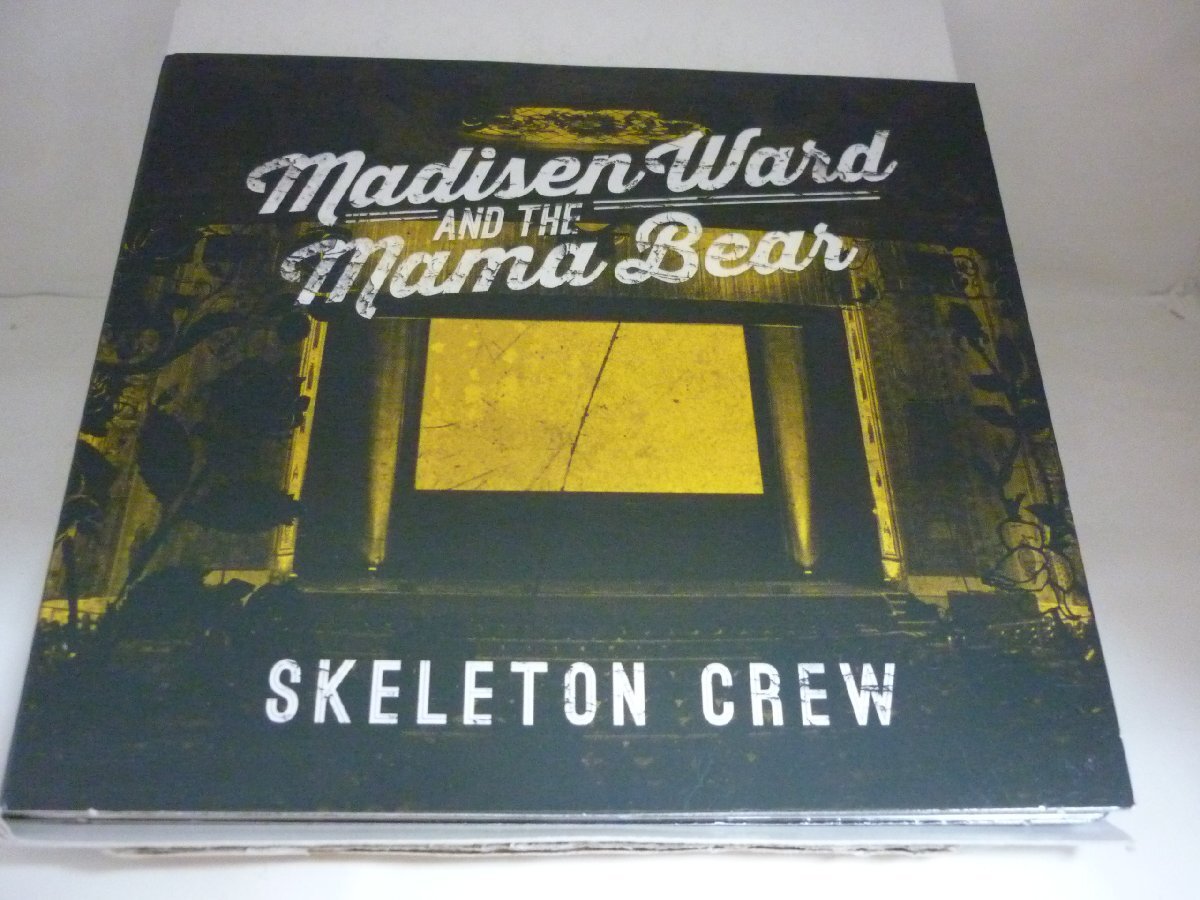 Madisen Ward
AND THE
Mama Bear
SKELETON CREW